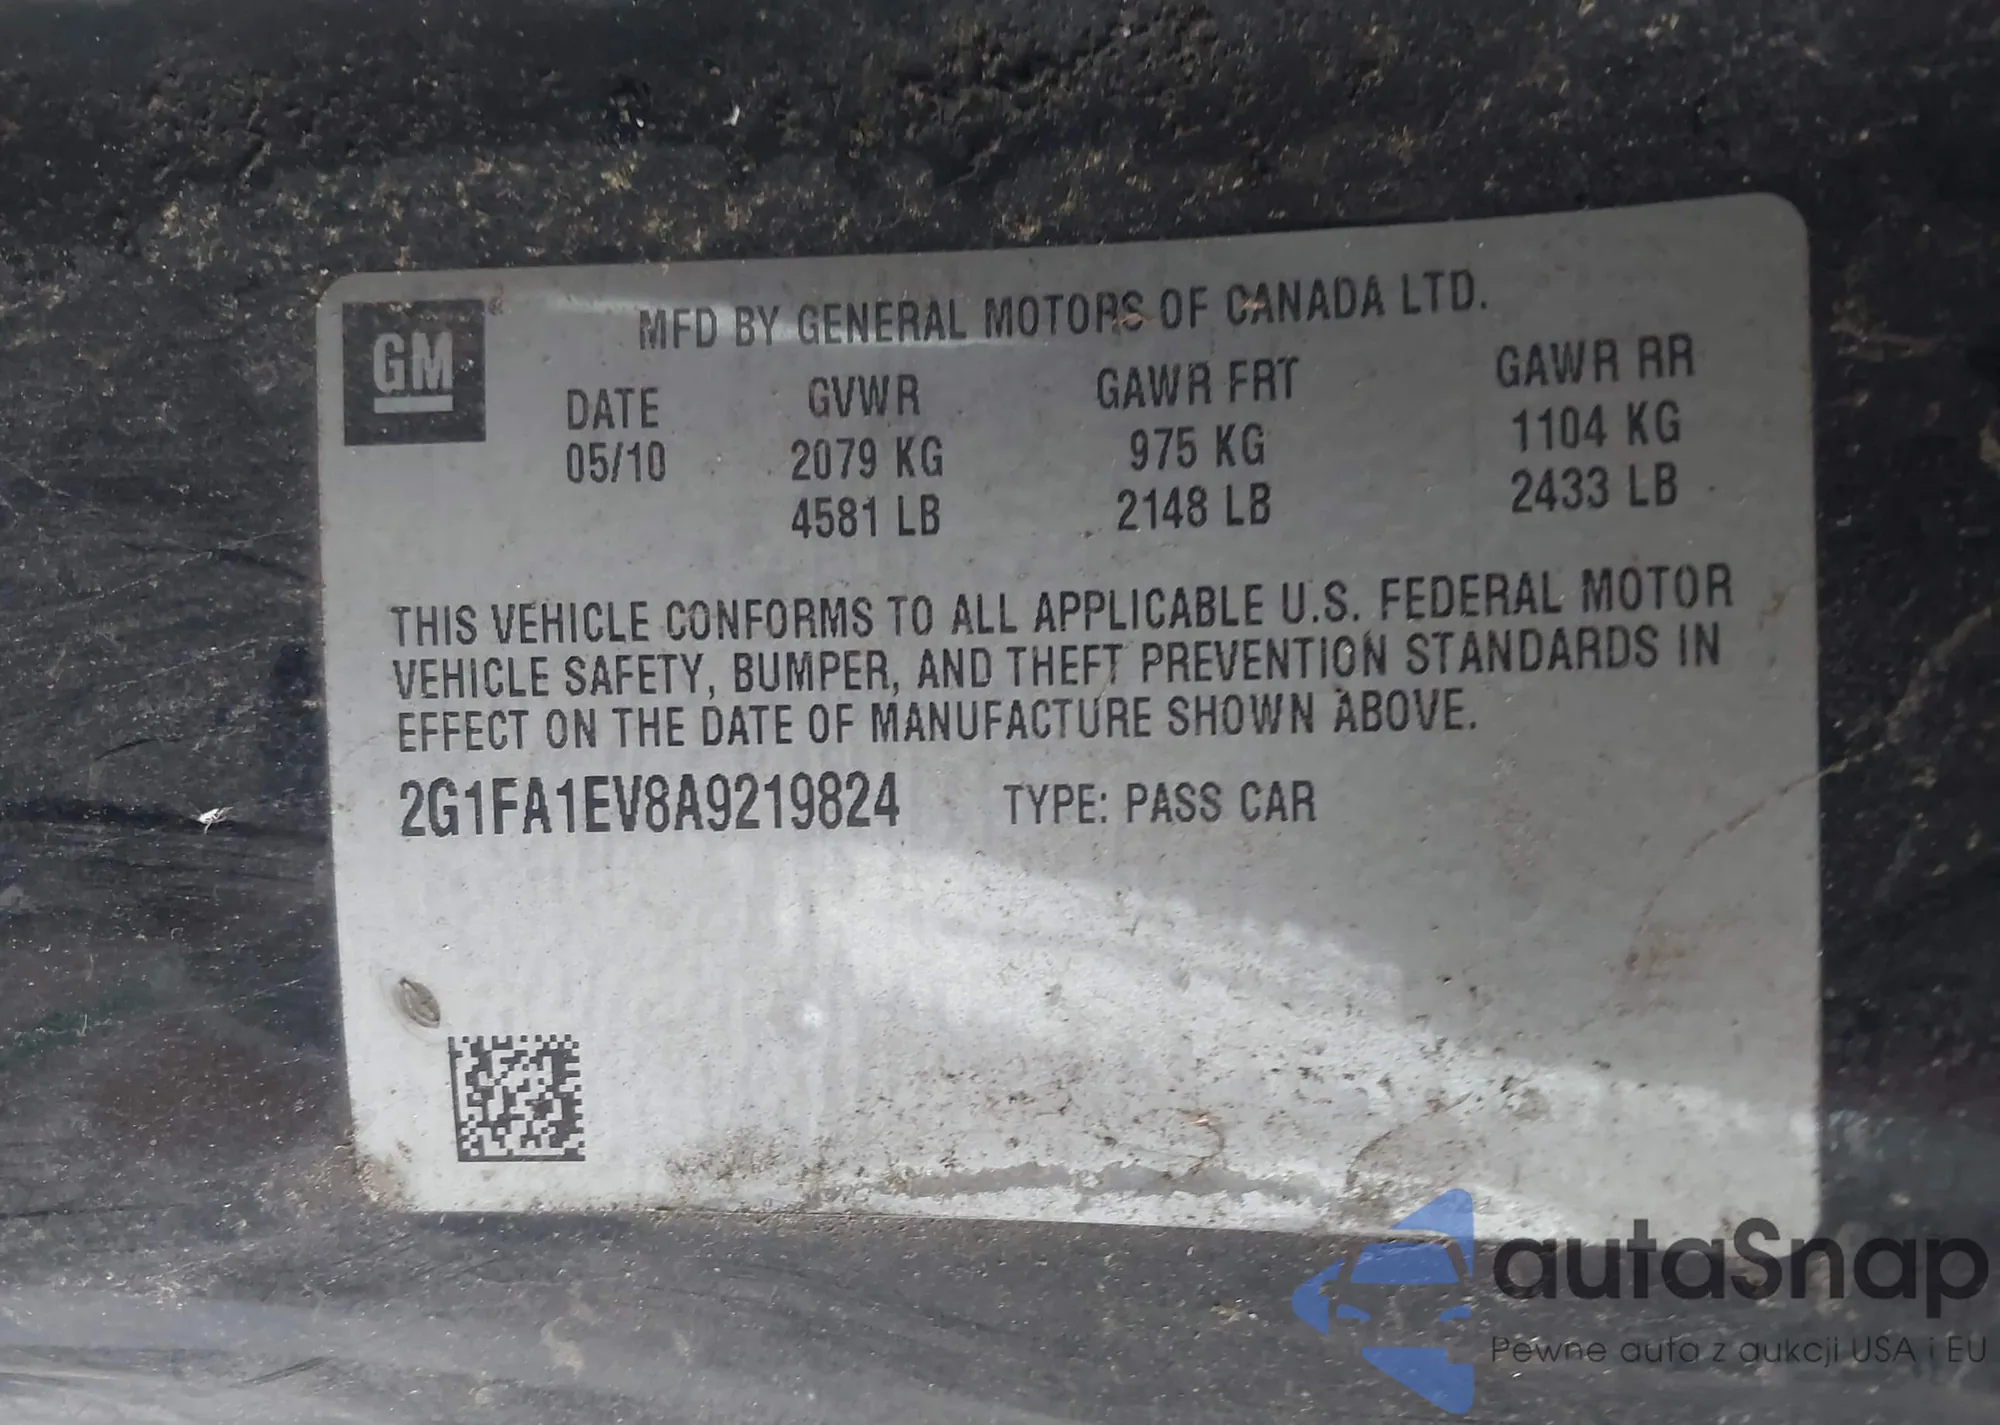 GM
MFD BY GENERAL MOTORS OF CANADA LTD.
DATE GVWR GAWR FRT GAWR RR
05/10 2079 KG 975 KG 1104 KG
4581 LB 2148 LB 2433 LB
THIS VEHICLE CONFORMS TO ALL APPLICABLE U.S. FEDERAL MOTOR
VEHICLE SAFETY, BUMPER, AND THEFT PREVENTION STANDARDS IN
EFFECT ON THE DATE OF MANUFACTURE SHOWN ABOVE.
2G1FA1EV8A9219824 TYPE: PASS CAR
autaSnap
Pewne auta z aukcji USA i EU